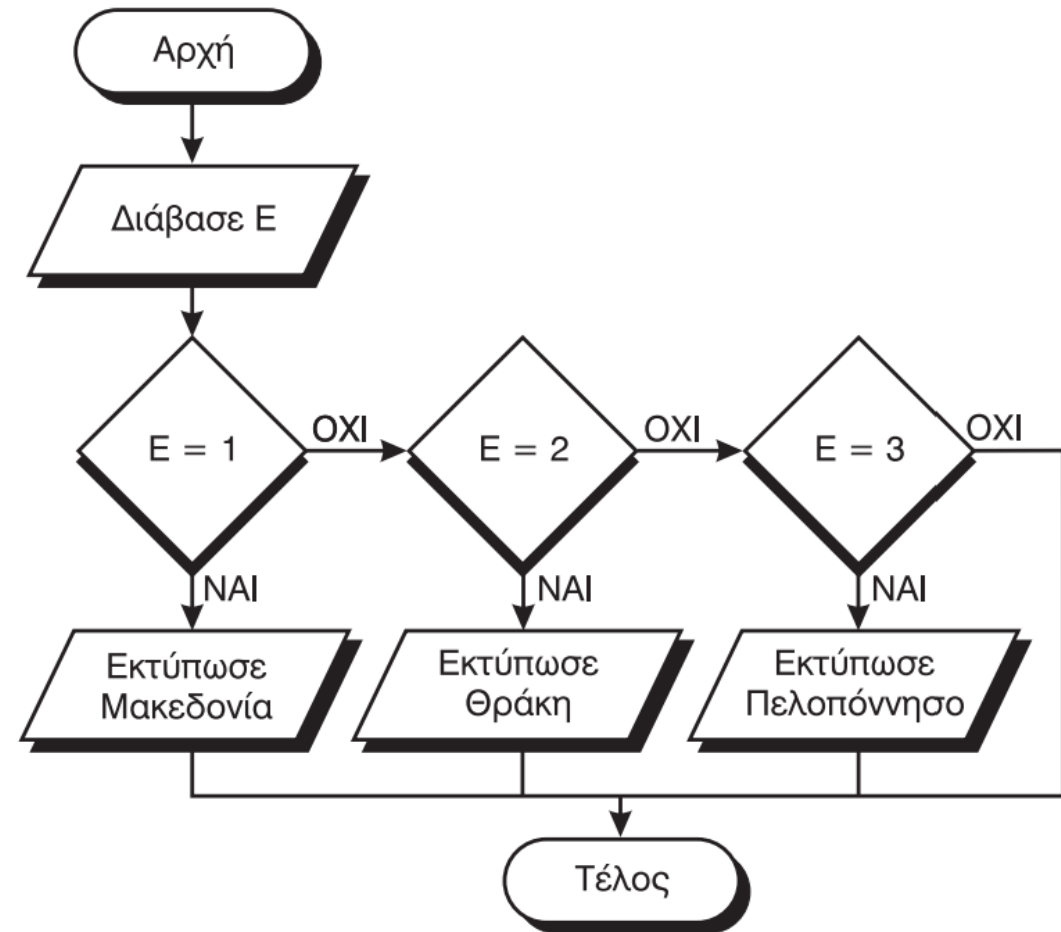 Αρχή
Διάβασε Ε
Ε = 1
ΟΧΙ
Ε = 2
ΟΧΙ
Ε = 3
ΟΧΙ
ΝΑΙ
ΝΑΙ
ΝΑΙ
Εκτύπωσε
Μακεδονία
Εκτύπωσε
Θράκη
Εκτύπωσε
Πελοπόννησο
Τέλος